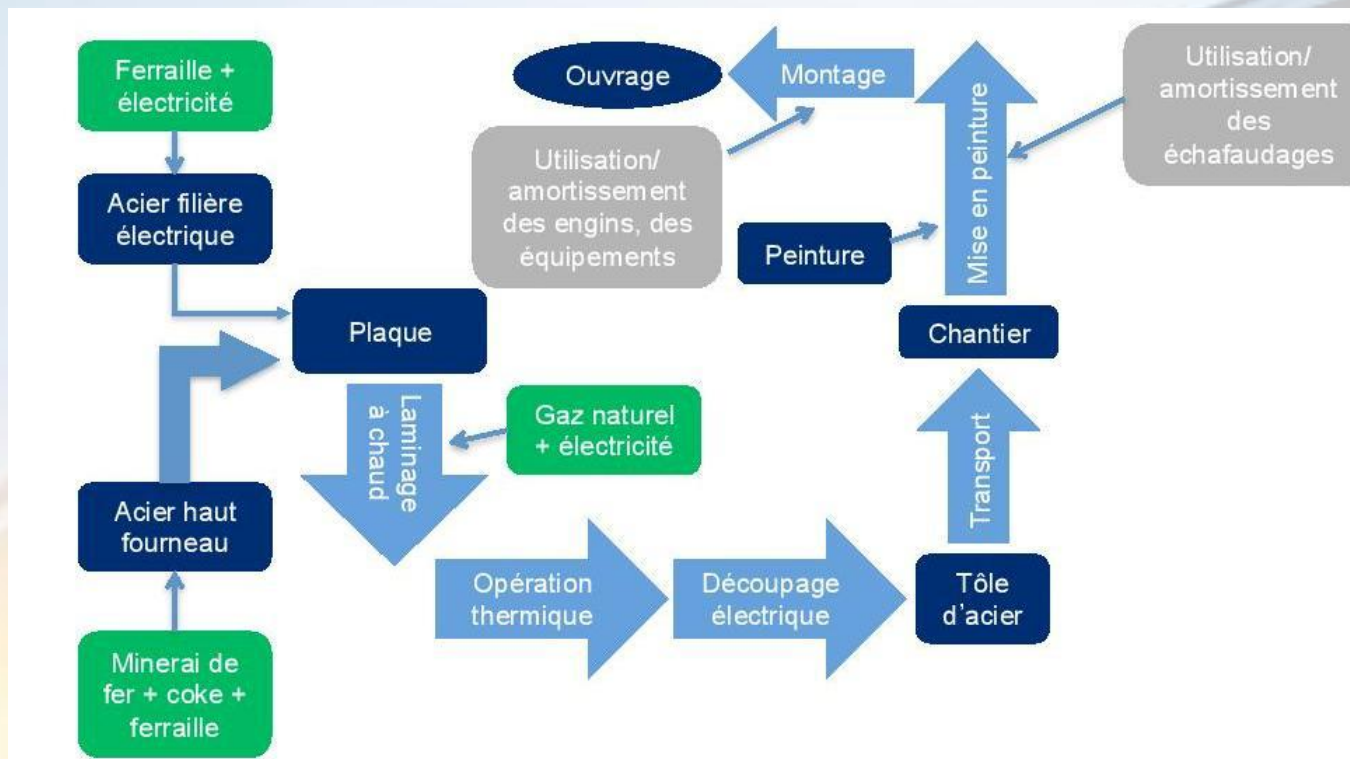 Ferraille +
électricité
Acier filière
électrique
Plaque
Acier haut
fourneau
Minerai de
fer + coke +
ferraille
Laminage
à chaud
Gaz naturel
+ électricité
Opération
thermique
Découpage
électrique
Tôle
d’acier
Transport
Chantier
Peinture
Mise en peinture
Utilisation/
amortissement
des
échafaudages
Montage
Utilisation/
amortissement
des engins, des
équipements
Ouvrage